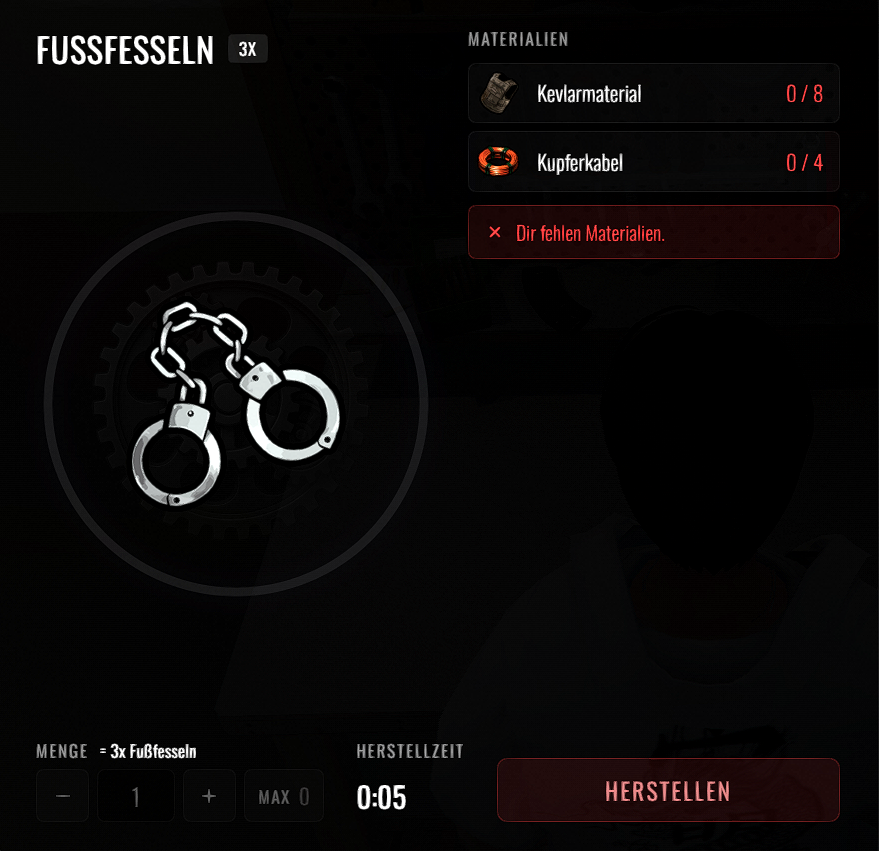 FUSSFESSELN 3X
MATERIALIEN
Kevlarmaterial 0 / 8
Kupferkabel 0 / 4
× Dir fehlen Materialien.
MENGE = 3x Fußfesseln
− 1 + MAX 0
HERSTELLZEIT
0:05
HERSTELLEN